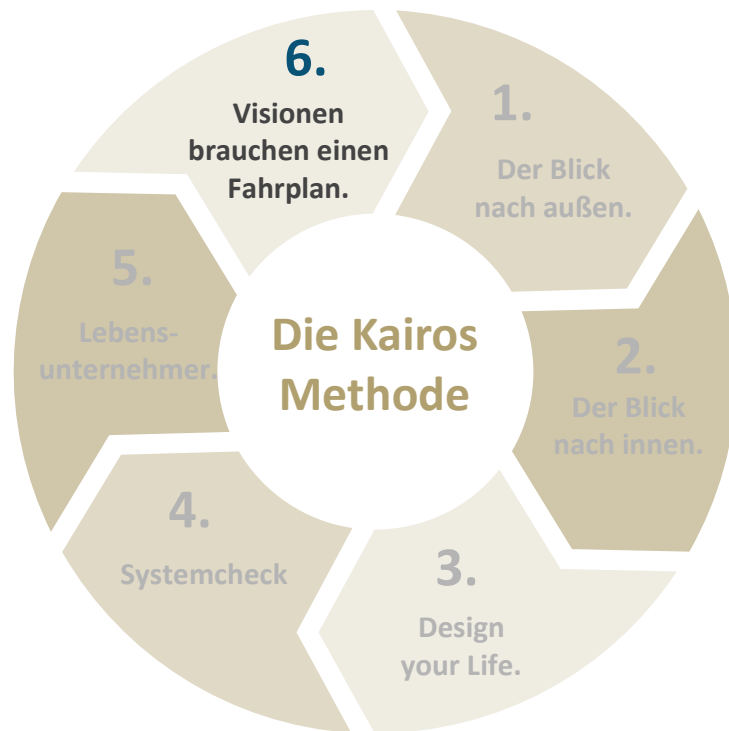 Die Kairos
Methode
1.
Der Blick
nach außen.
2.
Der Blick
nach innen.
3.
Design
your Life.
4.
Systemcheck
5.
Lebens-
unternehmer.
6.
Visionen
brauchen einen
Fahrplan.